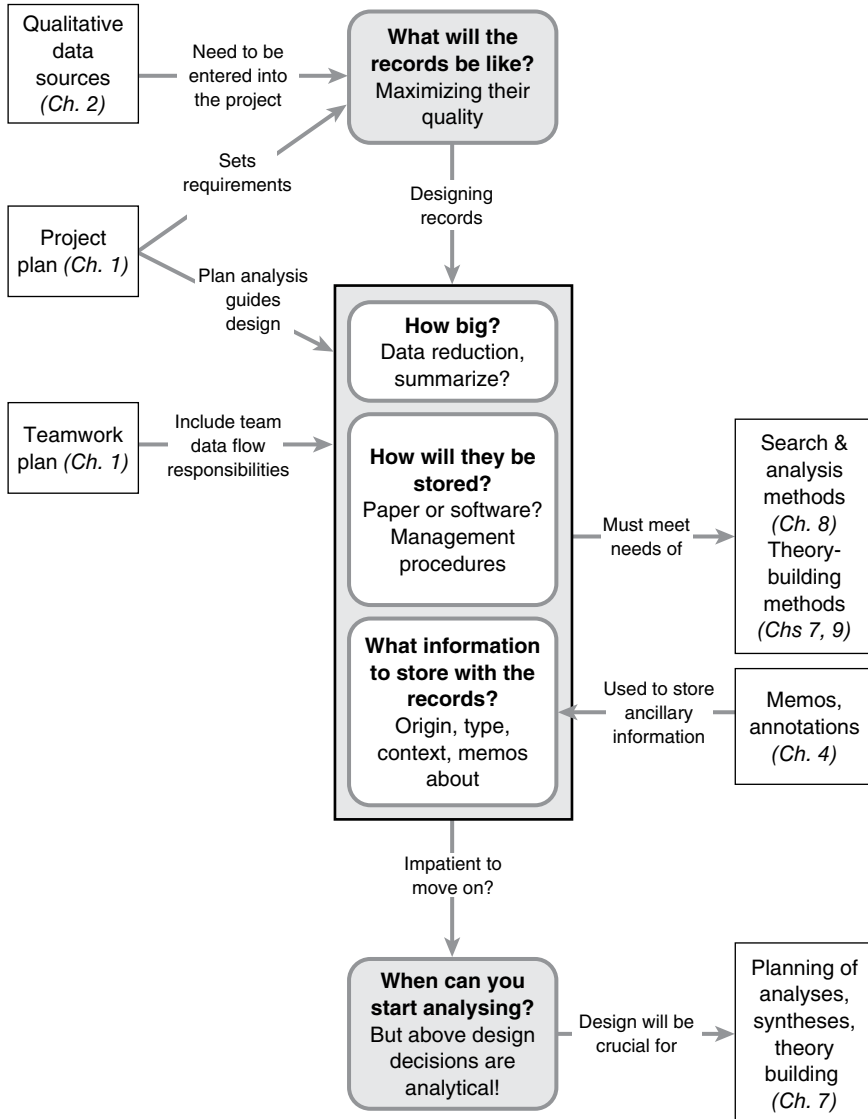 Qualitative
data
sources
(Ch. 2)
Need to be
entered into
the project
What will the
records be like?
Maximizing their
quality
Sets
requirements
Designing
records
Project
plan (Ch. 1)
Plan analysis
guides
design
How big?
Data reduction,
summarize?
Teamwork
plan (Ch. 1)
Include team
data flow
responsibilities
How will they be
stored?
Paper or software?
Management
procedures
Must meet
needs of
Search &
analysis
methods
(Ch. 8)
Theory-
building
methods
(Chs 7, 9)
What information
to store with the
records?
Origin, type,
context, memos
about
Used to store
ancillary
information
Memos,
annotations
(Ch. 4)
Impatient to
move on?
When can you
start analysing?
But above design
decisions are
analytical!
Design will be
crucial for
Planning of
analyses,
syntheses,
theory
building
(Ch. 7)